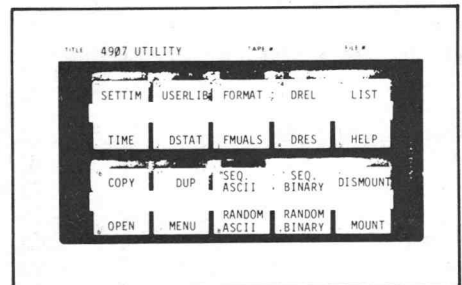 TITLE 4907 UTILITY TAPE # FILE #
SETTIM USERLIB FORMAT DREL LIST
TIME DSTAT FMUALS DRES HELP
COPY DUP SEQ. ASCII SEQ. BINARY DISMOUNT
OPEN MENU RANDOM ASCII RANDOM BINARY MOUNT